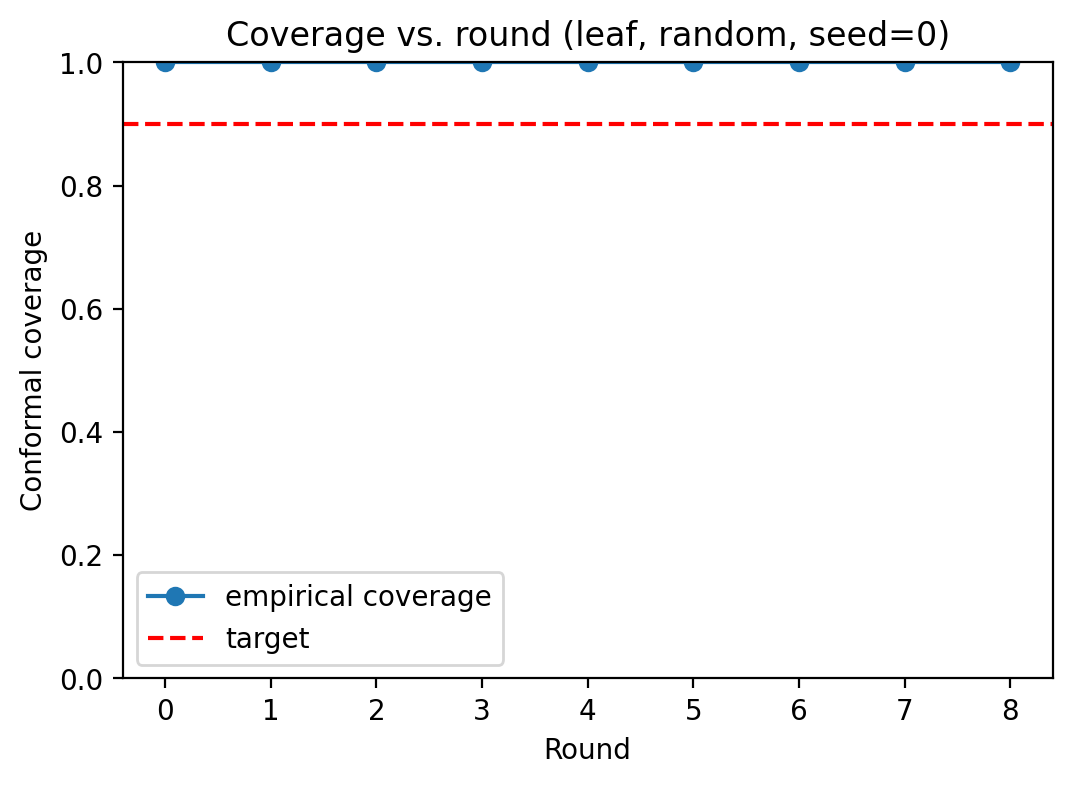 Coverage vs. round (leaf, random, seed=0)
1.0
0.8
0.6
0.4
0.2
0.0
Conformal coverage
empirical coverage
target
0 1 2 3 4 5 6 7 8
Round